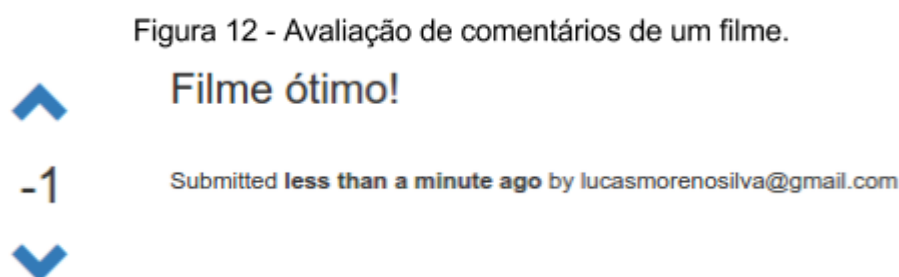 Figura 12 - Avaliação de comentários de um filme.
Filme ótimo!
-1
Submitted less than a minute ago by lucasmorenosilva@gmail.com